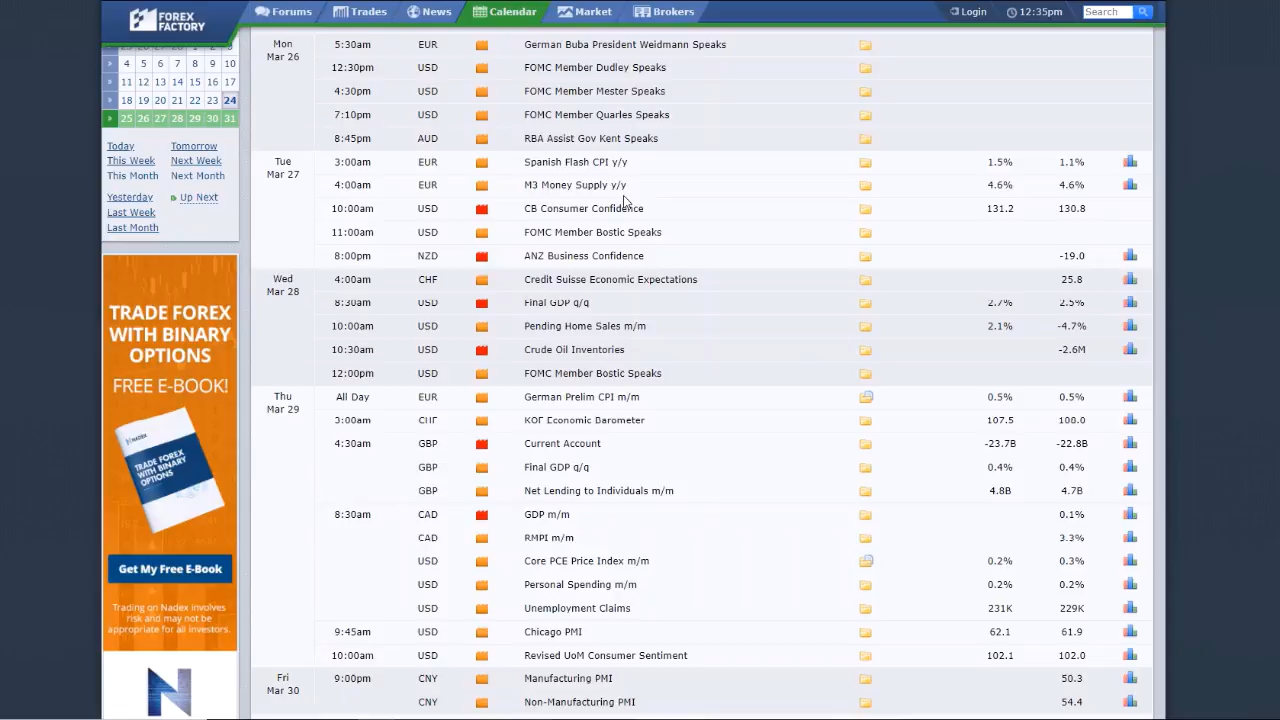 FOREX FACTORY
Forums Trades News Calendar Market Brokers Login 12:35pm Search
» 4 5 6 7 8 9 10
» 11 12 13 14 15 16 17
» 18 19 20 21 22 23 24
» 25 26 27 28 29 30 31
Today Tomorrow
This Week Next Week
This Month Next Month
Yesterday Up Next
Last Week
Last Month
TRADE FOREX
WITH BINARY
OPTIONS
FREE E-BOOK!
NADEX
TRADE FOREX
WITH BINARY
OPTIONS
Get My Free E-Book
Trading on Nadex involves
risk and may not be
appropriate for all investors.
N
Mon Mar 26 5:30am EUR German Buba Weidmann Speaks
12:30pm USD FOMC Member Dudley Speaks
4:30pm USD FOMC Member Mester Speaks
7:10pm USD FOMC Member Quarles Speaks
8:45pm RBA Assist Gov Kent Speaks
Tue Mar 27 3:00am EUR Spanish Flash CPI y/y 1.5% 1.1%
4:00am EUR M3 Money Supply y/y 4.6% 4.6%
10:00am USD CB Consumer Confidence 131.2 130.8
11:00am USD FOMC Member Bostic Speaks
8:00pm ANZ Business Confidence -19.0
Wed Mar 28 4:00am CHF Credit Suisse Economic Expectations 25.8
8:30am USD Final GDP q/q 2.7% 2.5%
10:00am USD Pending Home Sales m/m 2.1% -4.7%
10:30am USD Crude Oil Inventories -2.6M
12:00pm USD FOMC Member Bostic Speaks
Thu Mar 29 All Day German Prelim CPI m/m 0.5% 0.5%
3:00am CHF KOF Economic Barometer 107.5 100.0
4:30am GBP Current Account -23.7B -22.8B
GBP Final GDP q/q 0.4% 0.4%
GBP Net Lending to Individuals m/m 4.8B 4.7B
8:30am CAD GDP m/m 0.1%
CAD RMPI m/m 3.3%
USD Core PCE Price Index m/m 0.2% 0.3%
USD Personal Spending m/m 0.2% 0.2%
USD Unemployment Claims 231K 229K
9:45am USD Chicago PMI 62.1 61.9
10:00am USD Revised UoM Consumer Sentiment 102.1 102.0
Fri Mar 30 9:00pm CNY Manufacturing PMI 50.3
CNY Non-Manufacturing PMI 54.4